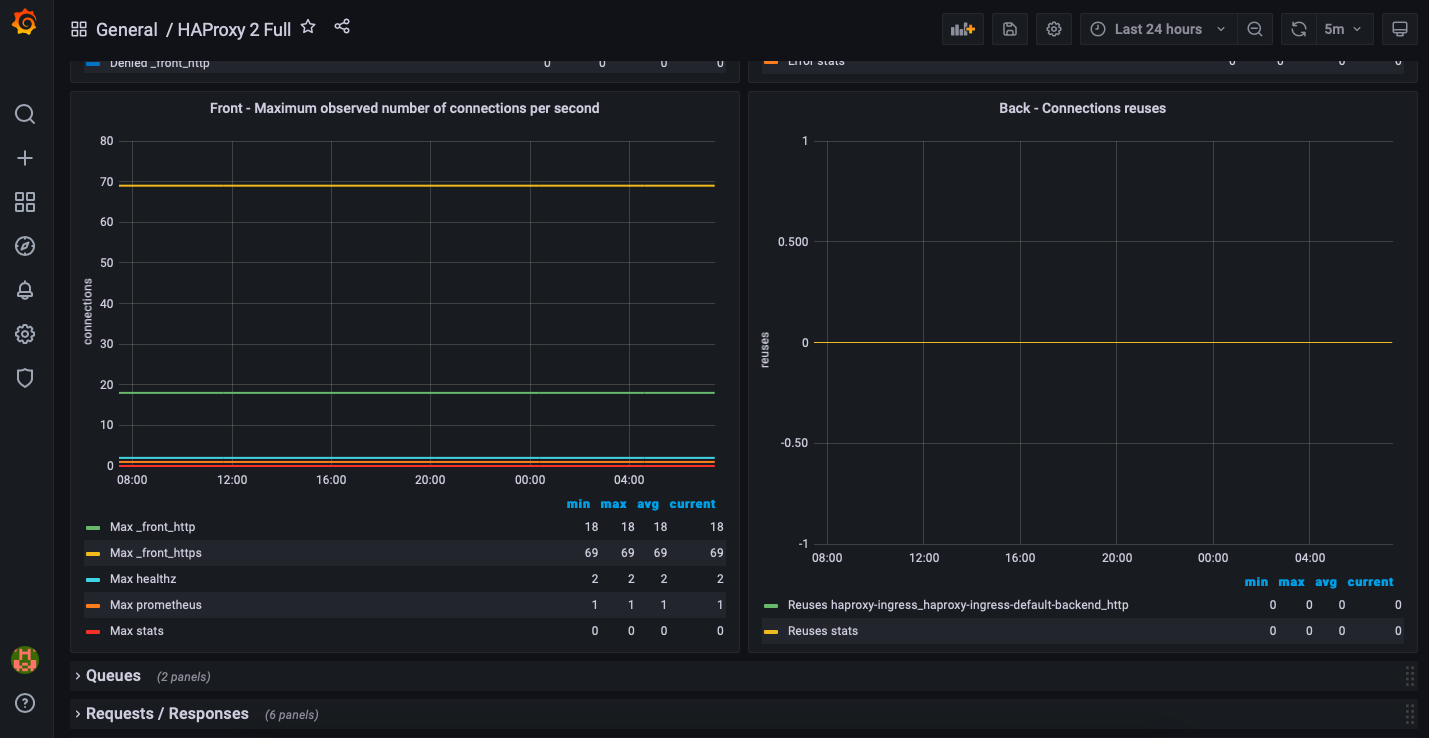 General / HAProxy 2 Full
Last 24 hours
5m
Denied _front_http 0 0 0 0
Error stats 0 0 0 0
Front - Maximum observed number of connections per second
80
70
60
50
40
30
20
10
0
connections
08:00 12:00 16:00 20:00 00:00 04:00
min max avg current
Max _front_http 18 18 18 18
Max _front_https 69 69 69 69
Max healthz 2 2 2 2
Max prometheus 1 1 1 1
Max stats 0 0 0 0
Back - Connections reuses
1
0.500
0
-0.50
-1
reuses
08:00 12:00 16:00 20:00 00:00 04:00
min max avg current
Reuses haproxy-ingress_haproxy-ingress-default-backend_http 0 0 0 0
Reuses stats 0 0 0 0
Queues (2 panels)
Requests / Responses (6 panels)